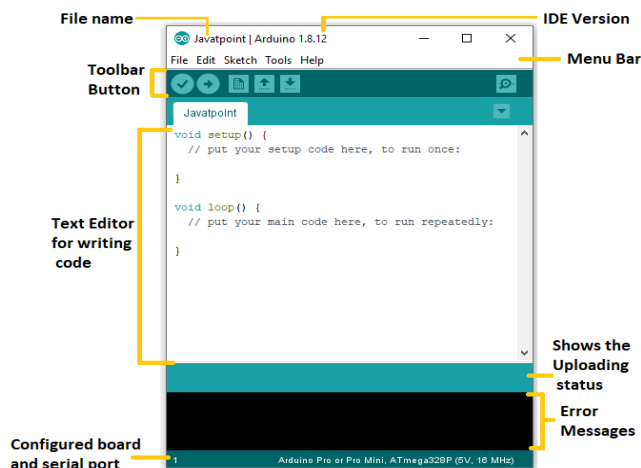 File name
IDE Version
Javatpoint | Arduino 1.8.12
File Edit Sketch Tools Help
Menu Bar
Toolbar
Button
Javatpoint
void setup() {
// put your setup code here, to run once:
}
void loop() {
// put your main code here, to run repeatedly:
}
Text Editor
for writing
code
Shows the
Uploading
status
Error
Messages
Configured board
and serial port
1
Arduino Pro or Pro Mini, ATmega328P (5V, 16 MHz)